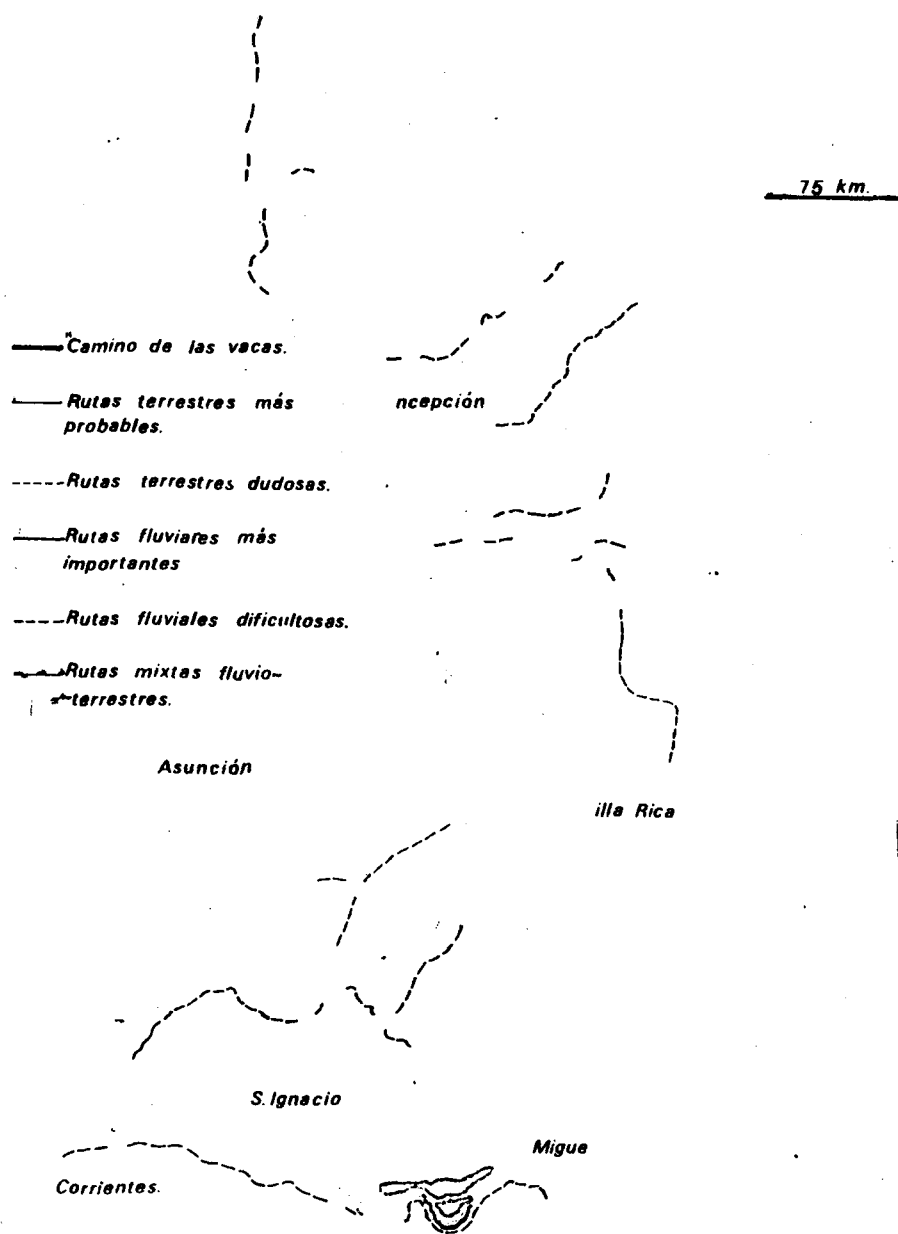 75 km.
"Camino de las vacas.
Rutas terrestres más
probables.
ncepción
Rutas terrestres dudosas.
Rutas fluviares más
importantes
Rutas fluviales dificultosas.
Rutas mixtas fluvio-
terrestres.
Asunción
illa Rica
S. Ignacio
Migue
Corrientes.